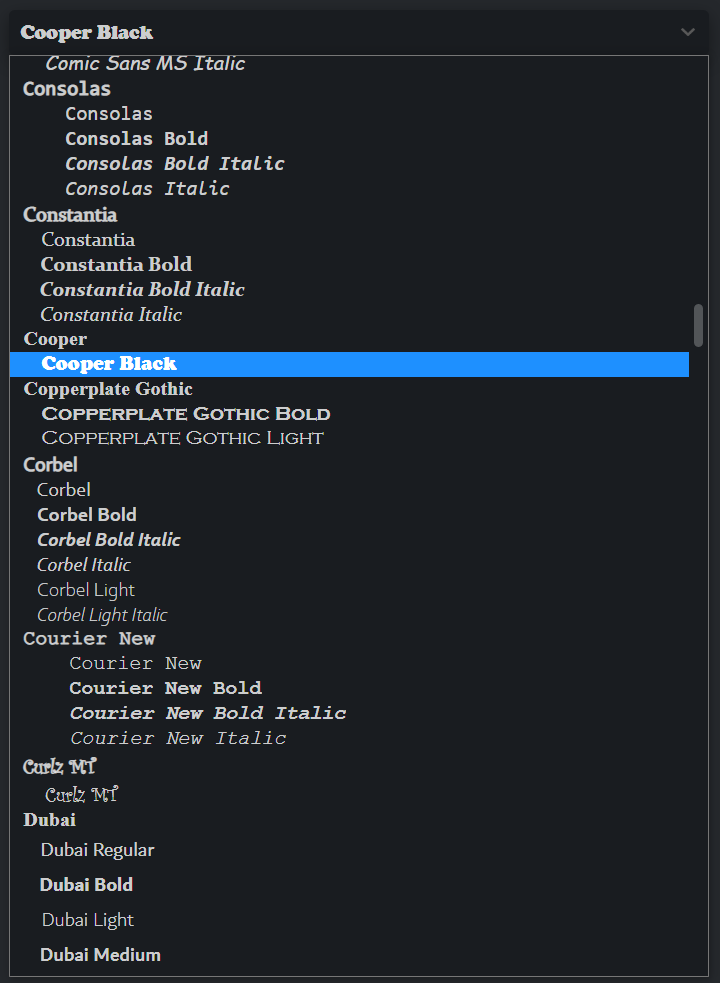 Cooper Black
Comic Sans MS Italic
Consolas
Consolas
Consolas Bold
Consolas Bold Italic
Consolas Italic
Constantia
Constantia
Constantia Bold
Constantia Bold Italic
Constantia Italic
Cooper
Cooper Black
Copperplate Gothic
Copperplate Gothic Bold
Copperplate Gothic Light
Corbel
Corbel
Corbel Bold
Corbel Bold Italic
Corbel Italic
Corbel Light
Corbel Light Italic
Courier New
Courier New
Courier New Bold
Courier New Bold Italic
Courier New Italic
Curlz MT
Curlz MT
Dubai
Dubai Regular
Dubai Bold
Dubai Light
Dubai Medium